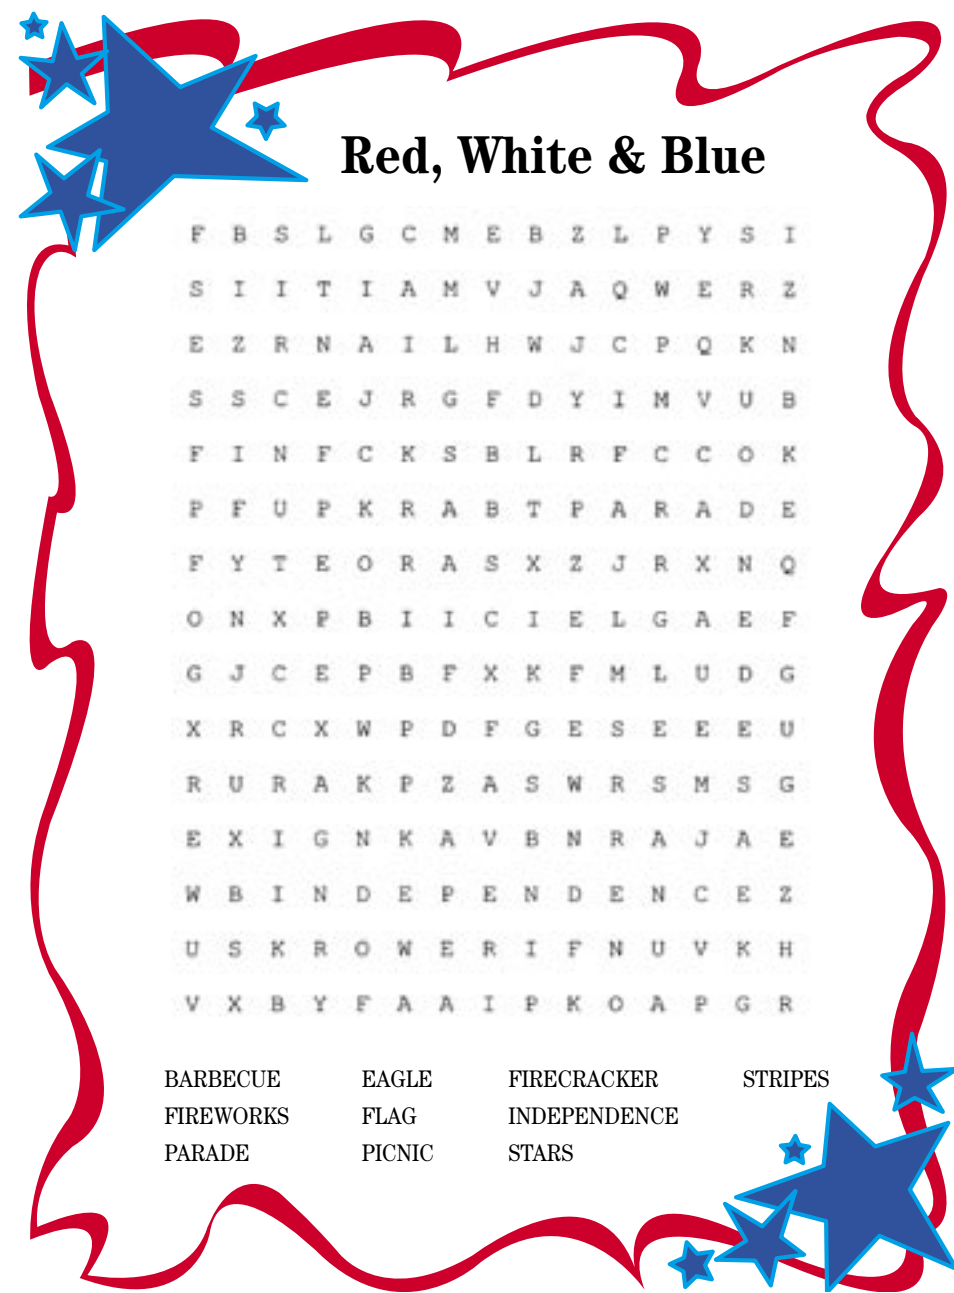 Red, White & Blue
F B S L G C M E B Z L P Y S I
S I I T I A M V J A Q W E R Z
E Z R N A I L H W J C P Q K N
S S C E J R G F D Y I M V U B
F I N F C K S B L R F C C O K
P F U P K R A B T P A R A D E
F Y T E O R A S X Z J R X N Q
O N X P B I I C I E L G A E F
G J C E P B F X K F M L U D G
X R C X W P D F G E S E E E U
R U R A K P Z A S W R S M S G
E X I G N K A V B N R A J A E
W B I N D E P E N D E N C E Z
U S K R O W E R I F N U V K H
V X B Y F A A I P K O A P G R
BARBECUE EAGLE FIRECRACKER STRIPES
FIREWORKS FLAG INDEPENDENCE
PARADE PICNIC STARS